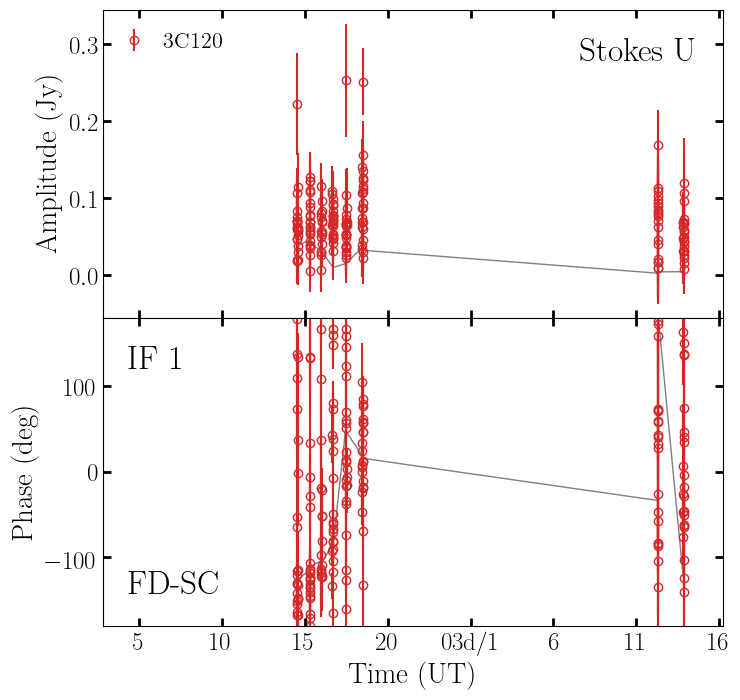 3C120
Stokes U
0.3
0.2
0.1
0.0
Amplitude (Jy)
IF 1
100
0
−100
Phase (deg)
FD-SC
5 10 15 20 03d/1 6 11 16
Time (UT)